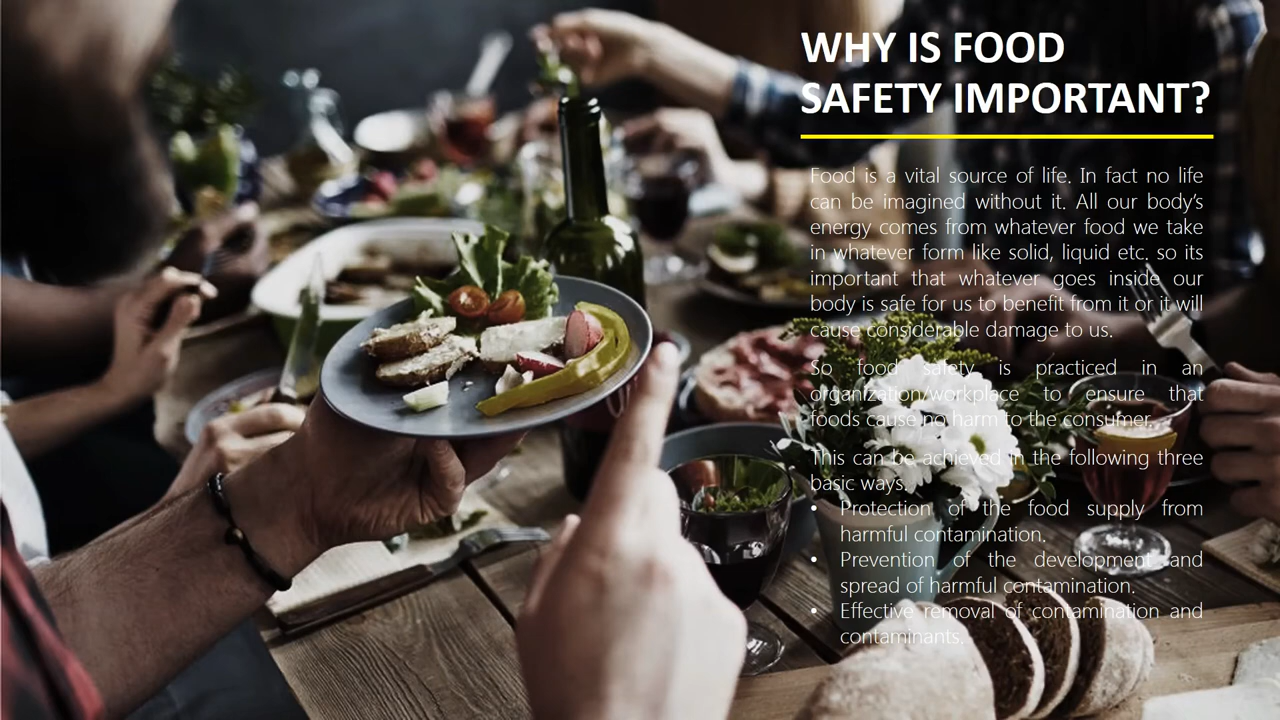 WHY IS FOOD
SAFETY IMPORTANT?
Food is a vital source of life. In fact no life
can be imagined without it. All our body’s
energy comes from whatever food we take
in whatever form like solid, liquid etc. so its
important that whatever goes inside our
body is safe for us to benefit from it or it will
cause considerable damage to us.
So food safety is practiced in an
organization/workplace to ensure that
foods cause no harm to the consumer.
This can be achieved in the following three
basic ways.
• Protection of the food supply from
harmful contamination.
• Prevention of the development and
spread of harmful contamination.
• Effective removal of contamination and
contaminants.